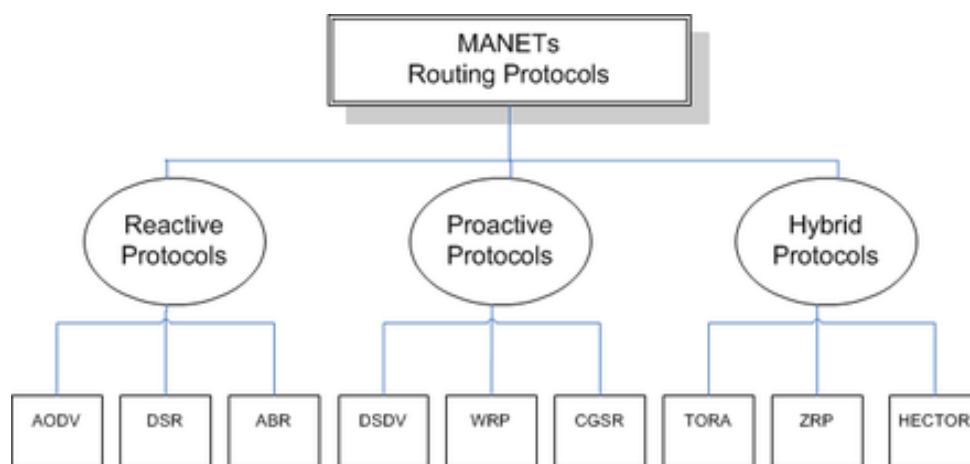 MANETs
Routing Protocols
Reactive
Protocols
Proactive
Protocols
Hybrid
Protocols
AODV
DSR
ABR
DSDV
WRP
CGSR
TORA
ZRP
HECTOR